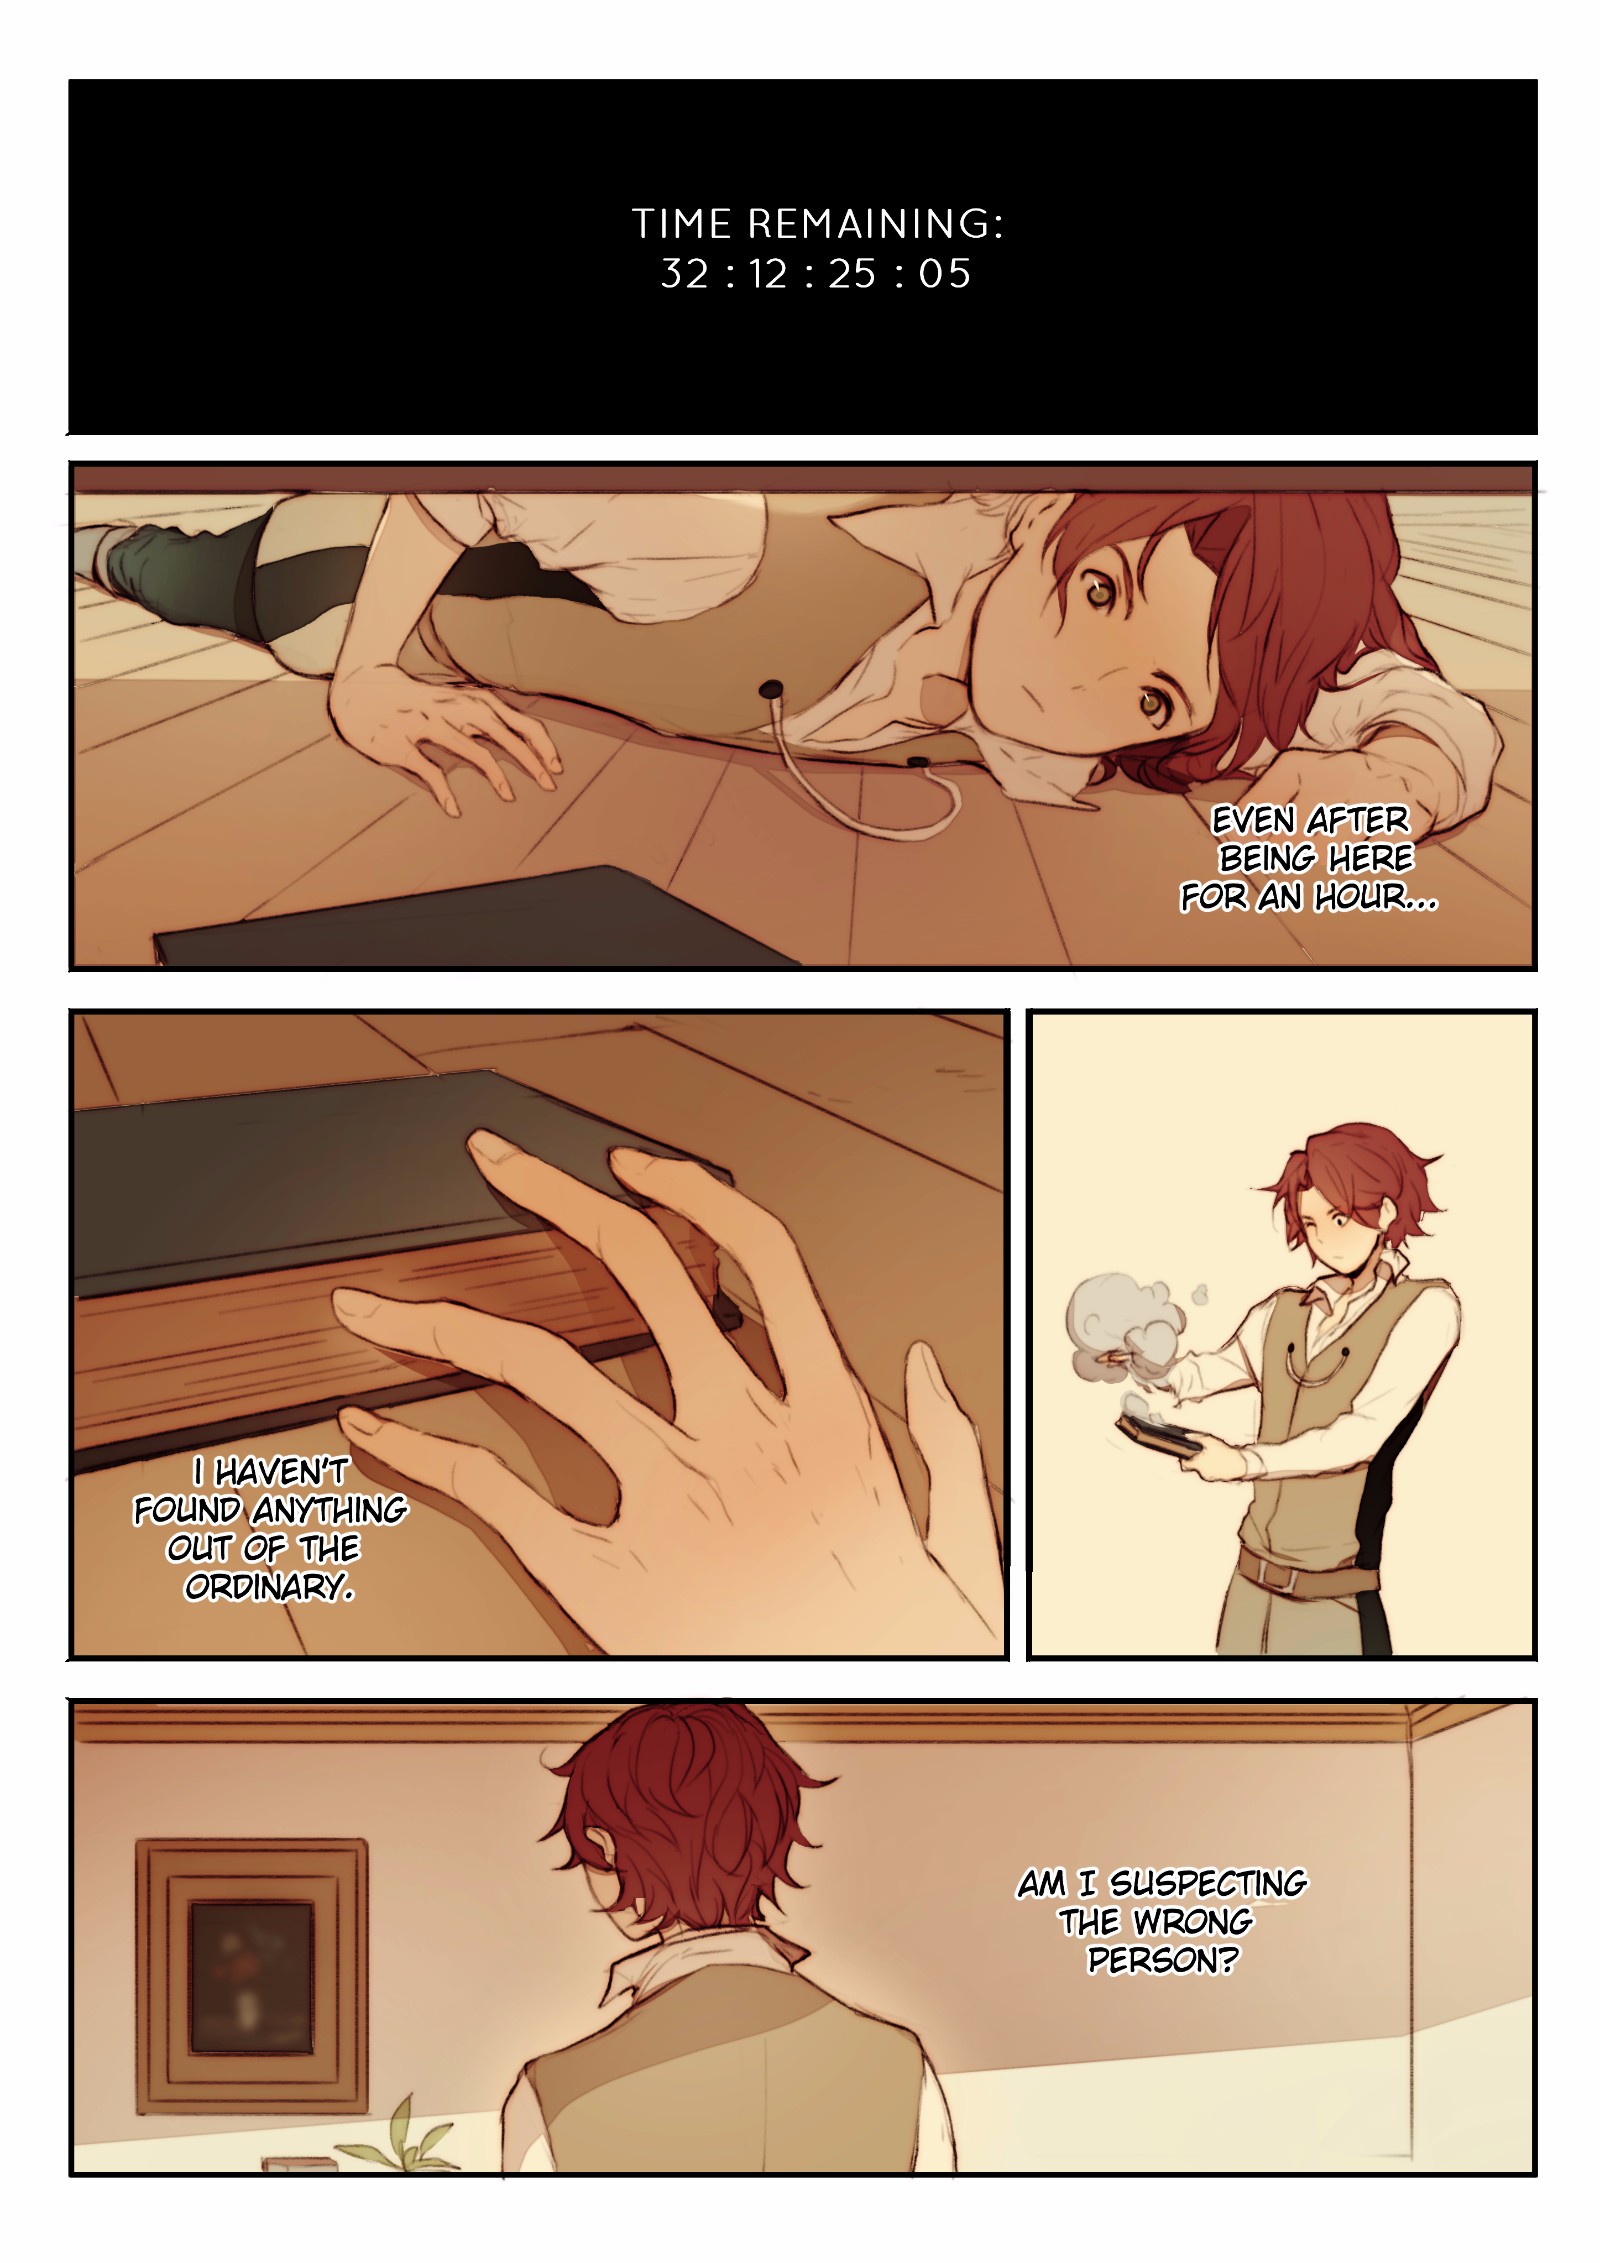 TIME REMAINING:
32 : 12 : 25 : 05
EVEN AFTER
BEING HERE
FOR AN HOUR...
I HAVEN'T
FOUND ANYTHING
OUT OF THE
ORDINARY.
AM I SUSPECTING
THE WRONG
PERSON?